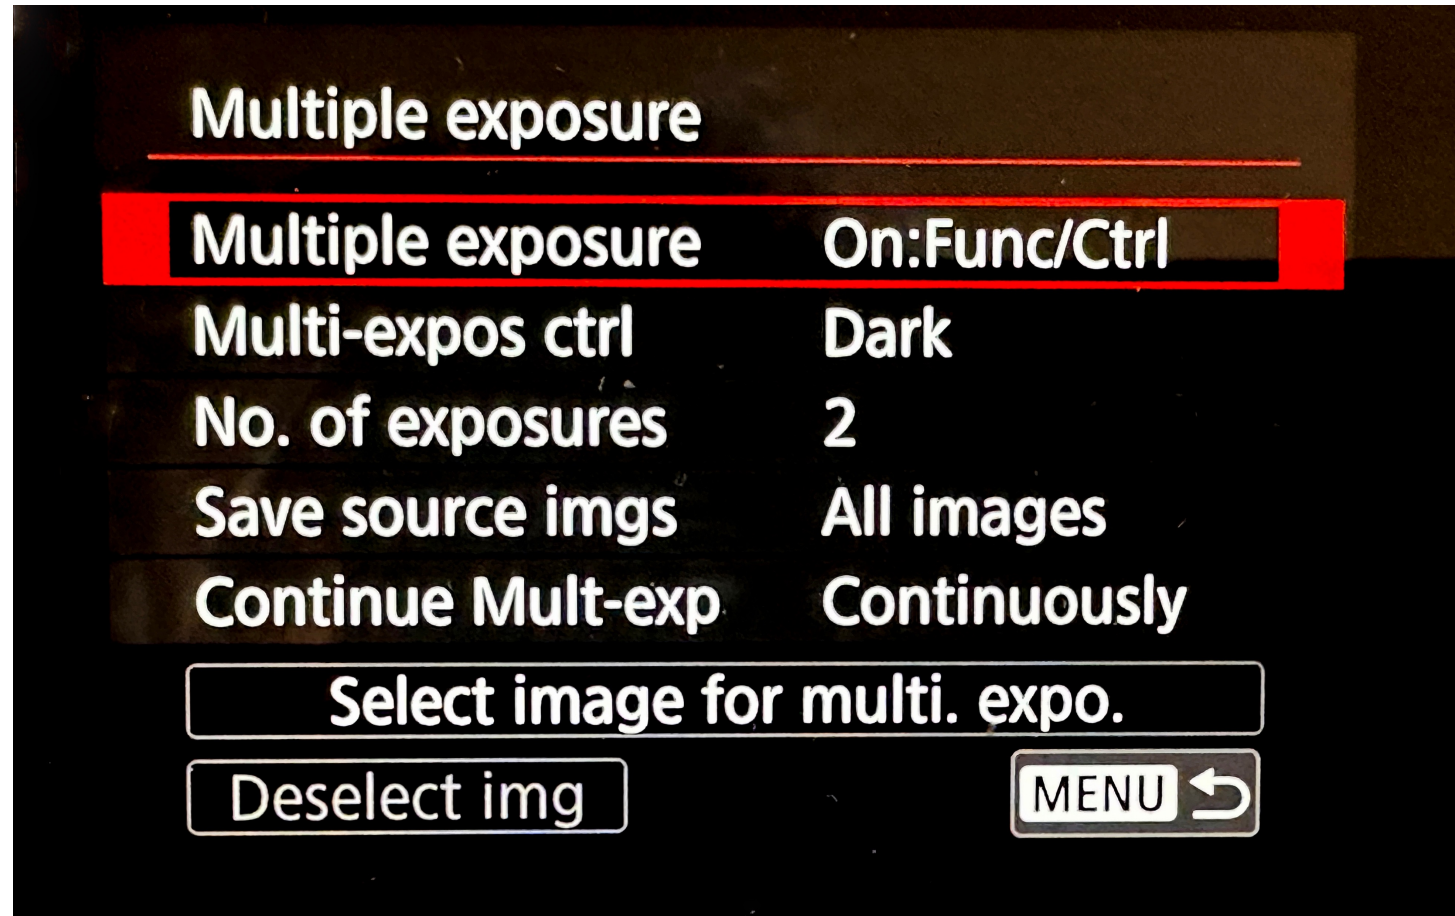 Multiple exposure
Multiple exposure On:Func/Ctrl
Multi-expos ctrl Dark
No. of exposures 2
Save source imgs All images
Continue Mult-exp Continuously
Select image for multi. expo.
Deselect img MENU